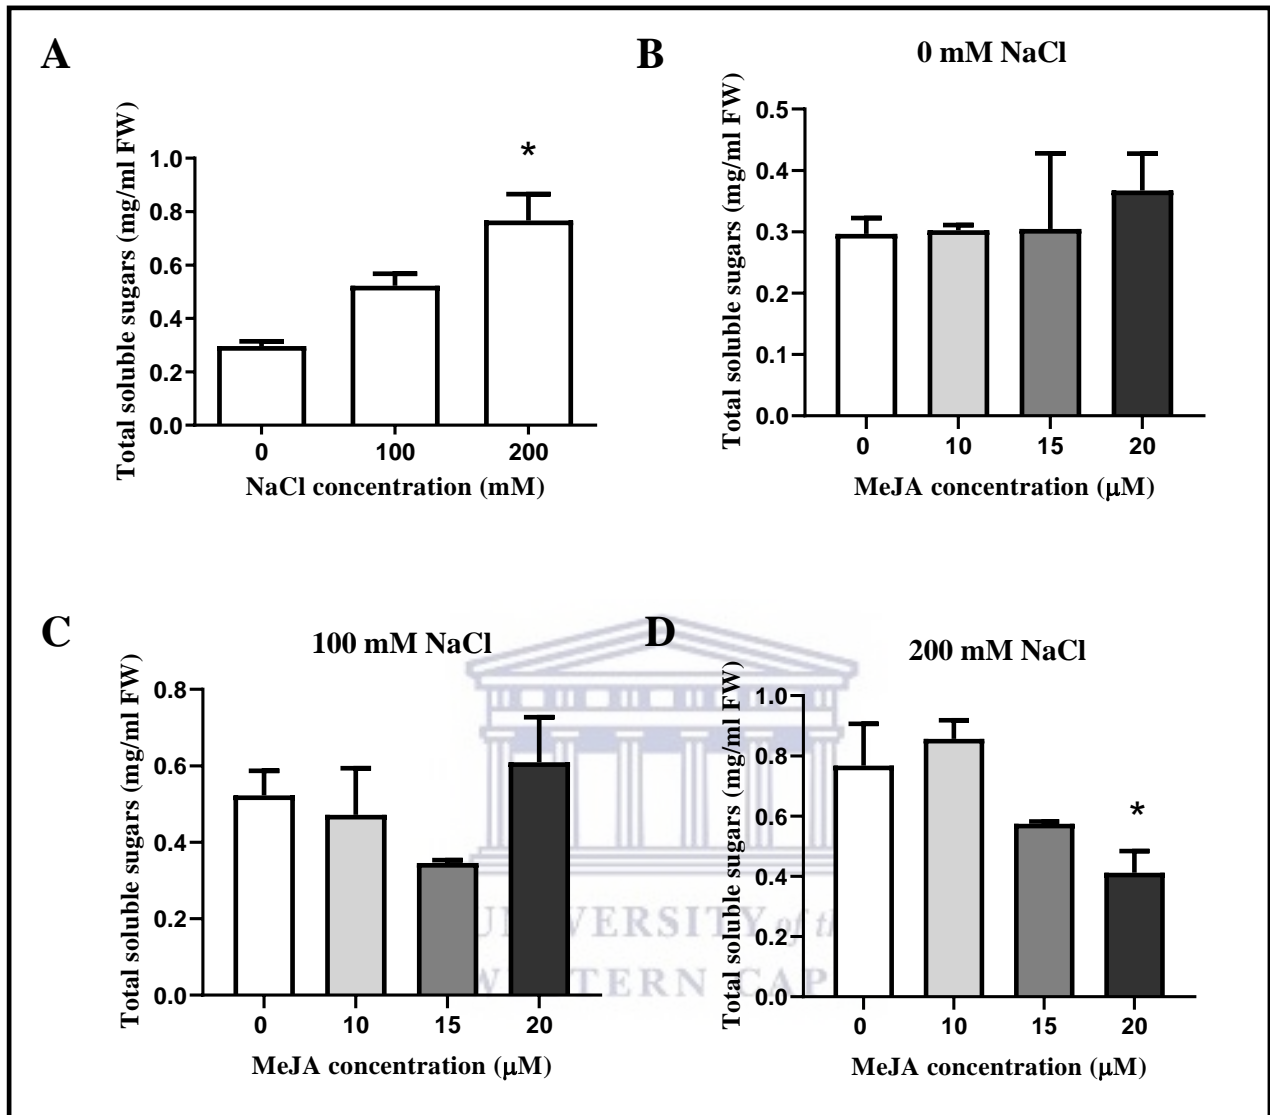 A
Total soluble sugars (mg/ml FW)
1.0
0.8
0.6
0.4
0.2
0.0
*
0 100 200
NaCl concentration (mM)
B
0 mM NaCl
Total soluble sugars (mg/ml FW)
0.5
0.4
0.3
0.2
0.1
0.0
0 10 15 20
MeJA concentration (μM)
C
100 mM NaCl
Total soluble sugars (mg/ml FW)
0.8
0.6
0.4
0.2
0.0
0 10 15 20
MeJA concentration (μM)
D
200 mM NaCl
Total soluble sugars (mg/ml FW)
1.0
0.8
0.6
0.4
0.2
0.0
*
0 10 15 20
MeJA concentration (μM)